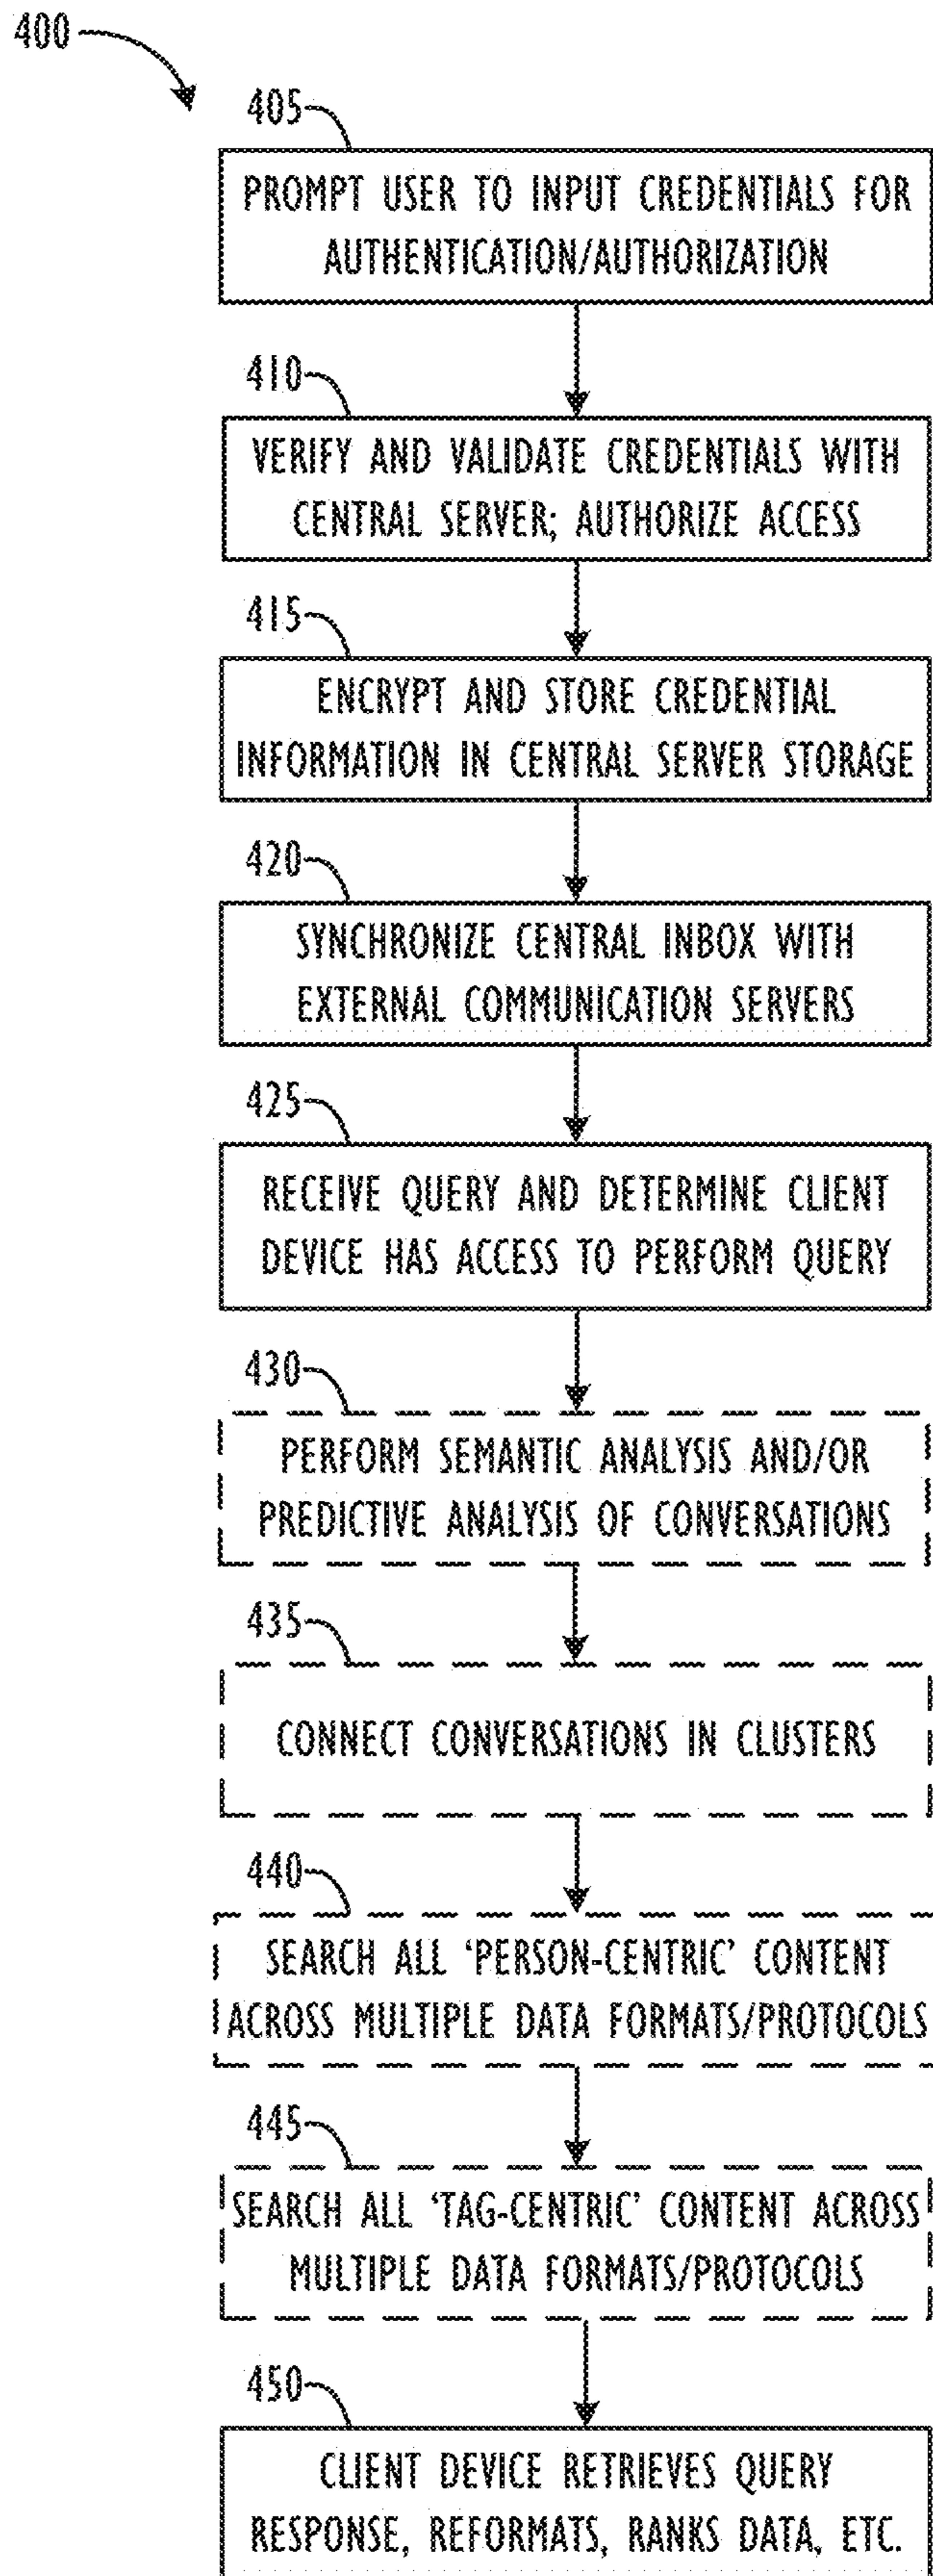 400
405
PROMPT USER TO INPUT CREDENTIALS FOR
AUTHENTICATION/AUTHORIZATION
410
VERIFY AND VALIDATE CREDENTIALS WITH
CENTRAL SERVER; AUTHORIZE ACCESS
415
ENCRYPT AND STORE CREDENTIAL
INFORMATION IN CENTRAL SERVER STORAGE
420
SYNCHRONIZE CENTRAL INBOX WITH
EXTERNAL COMMUNICATION SERVERS
425
RECEIVE QUERY AND DETERMINE CLIENT
DEVICE HAS ACCESS TO PERFORM QUERY
430
PERFORM SEMANTIC ANALYSIS AND/OR
PREDICTIVE ANALYSIS OF CONVERSATIONS
435
CONNECT CONVERSATIONS IN CLUSTERS
440
SEARCH ALL ‘PERSON-CENTRIC’ CONTENT
ACROSS MULTIPLE DATA FORMATS/PROTOCOLS
445
SEARCH ALL ‘TAG-CENTRIC’ CONTENT ACROSS
MULTIPLE DATA FORMATS/PROTOCOLS
450
CLIENT DEVICE RETRIEVES QUERY
RESPONSE, REFORMATS, RANKS DATA, ETC.